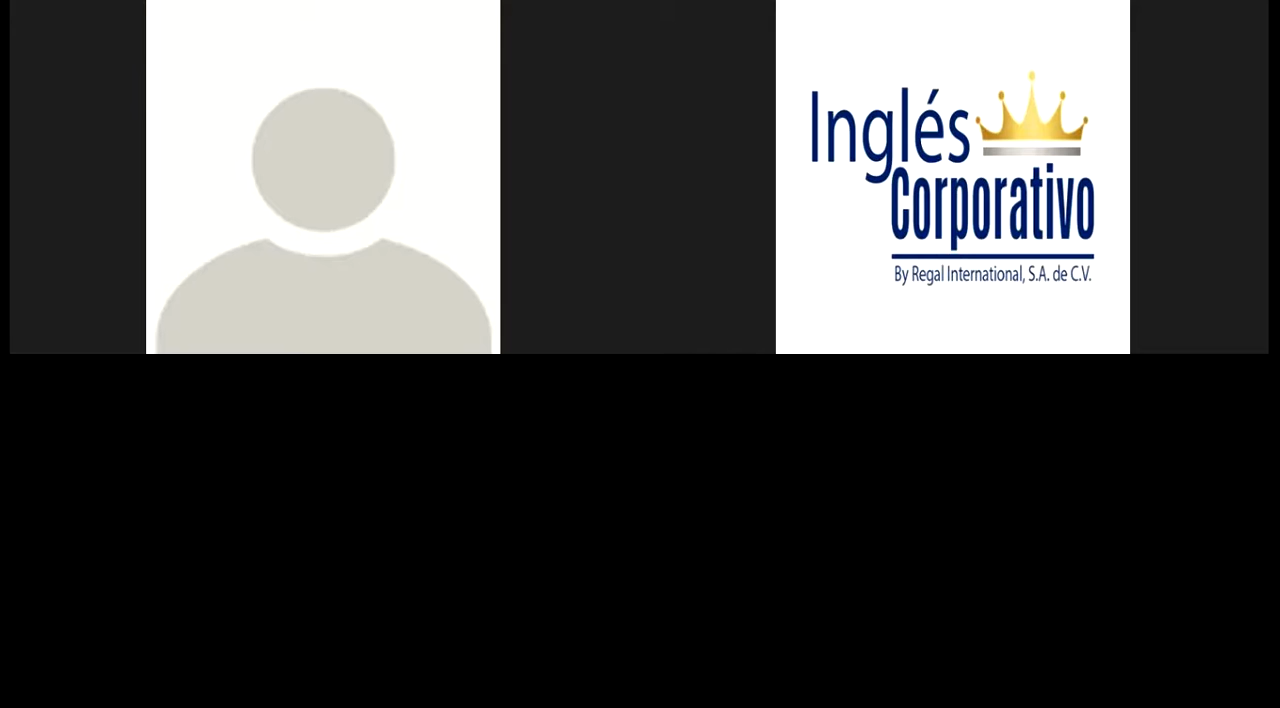 Inglés
Corporativo
By Regal International, S.A. de C.V.